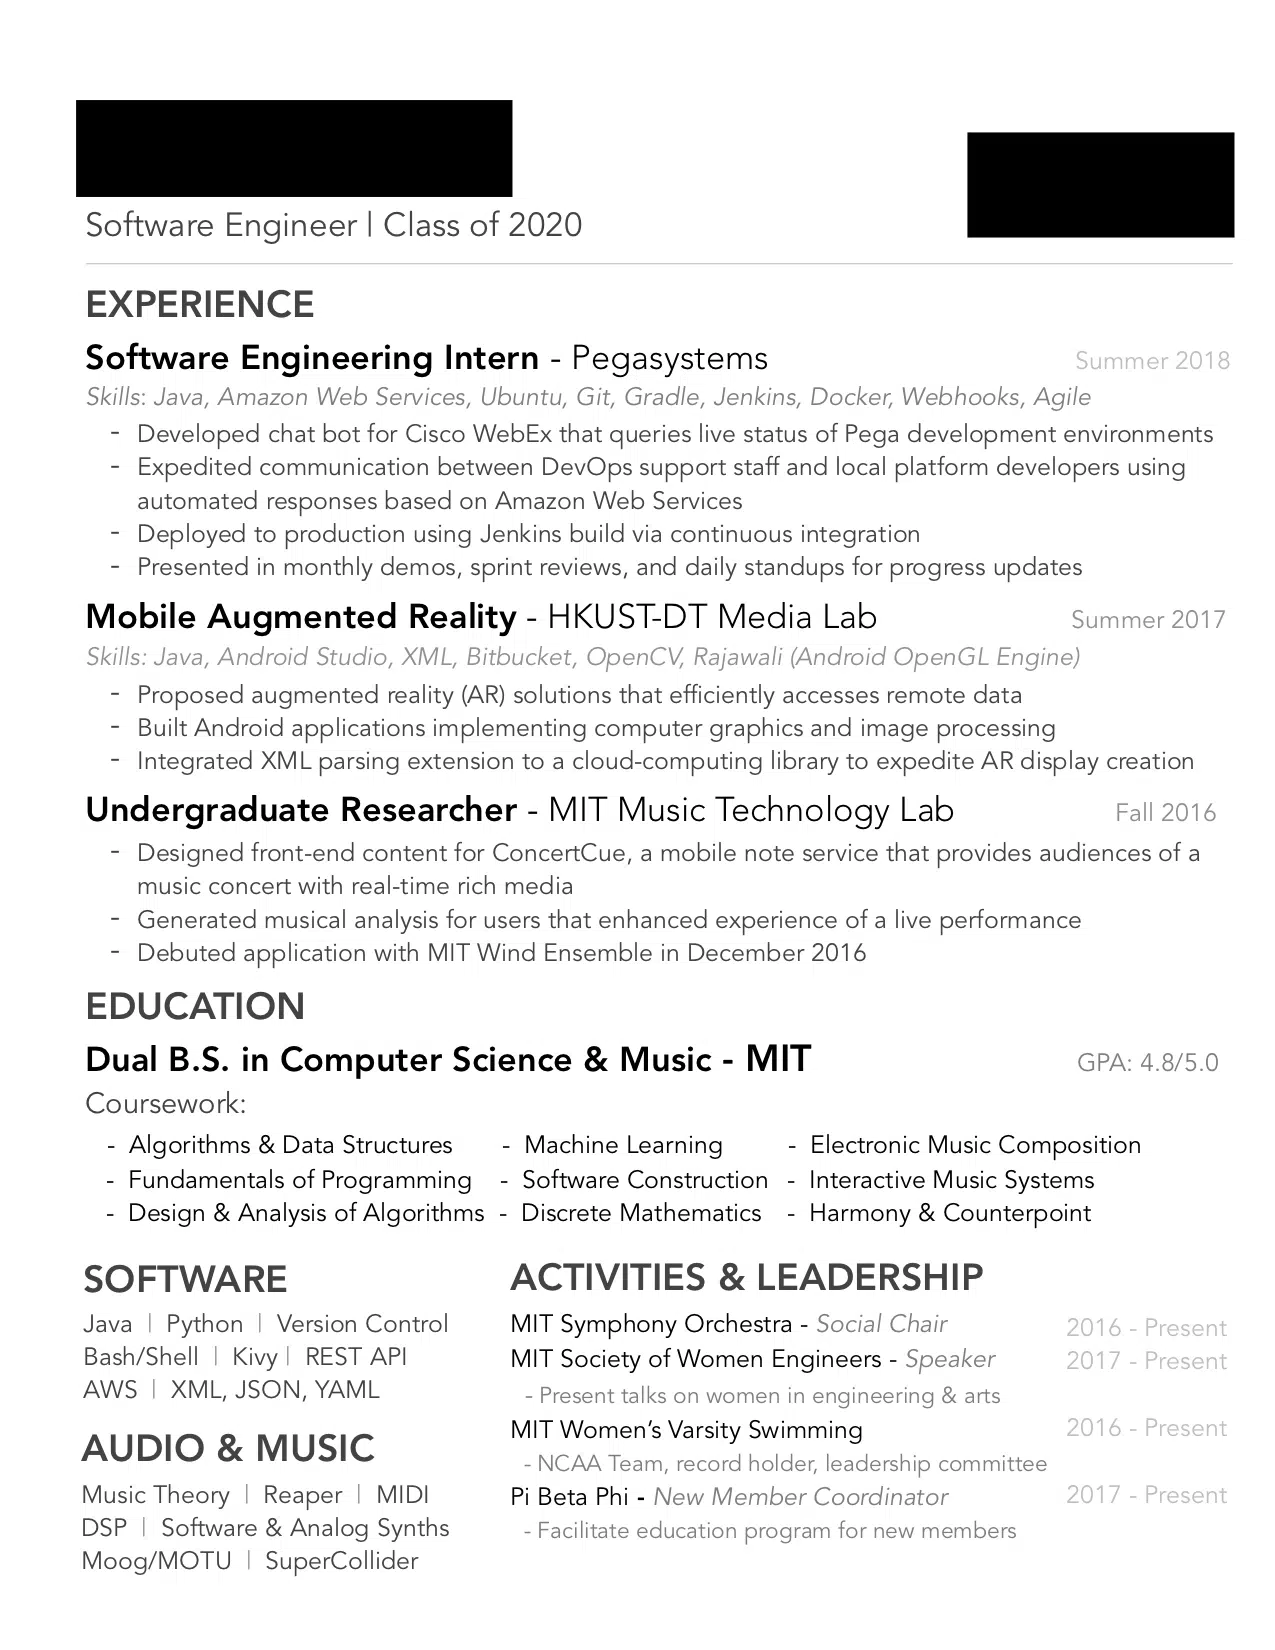 Software Engineer | Class of 2020
EXPERIENCE
Software Engineering Intern - Pegasystems Summer 2018
Skills: Java, Amazon Web Services, Ubuntu, Git, Gradle, Jenkins, Docker, Webhooks, Agile
- Developed chat bot for Cisco WebEx that queries live status of Pega development environments
- Expedited communication between DevOps support staff and local platform developers using
automated responses based on Amazon Web Services
- Deployed to production using Jenkins build via continuous integration
- Presented in monthly demos, sprint reviews, and daily standups for progress updates
Mobile Augmented Reality - HKUST-DT Media Lab Summer 2017
Skills: Java, Android Studio, XML, Bitbucket, OpenCV, Rajawali (Android OpenGL Engine)
- Proposed augmented reality (AR) solutions that efficiently accesses remote data
- Built Android applications implementing computer graphics and image processing
- Integrated XML parsing extension to a cloud-computing library to expedite AR display creation
Undergraduate Researcher - MIT Music Technology Lab Fall 2016
- Designed front-end content for ConcertCue, a mobile note service that provides audiences of a
music concert with real-time rich media
- Generated musical analysis for users that enhanced experience of a live performance
- Debuted application with MIT Wind Ensemble in December 2016
EDUCATION
Dual B.S. in Computer Science & Music - MIT GPA: 4.8/5.0
Coursework:
- Algorithms & Data Structures - Machine Learning - Electronic Music Composition
- Fundamentals of Programming - Software Construction - Interactive Music Systems
- Design & Analysis of Algorithms - Discrete Mathematics - Harmony & Counterpoint
SOFTWARE
Java | Python | Version Control
Bash/Shell | Kivy | REST API
AWS | XML, JSON, YAML
AUDIO & MUSIC
Music Theory | Reaper | MIDI
DSP | Software & Analog Synths
Moog/MOTU | SuperCollider
ACTIVITIES & LEADERSHIP
MIT Symphony Orchestra - Social Chair 2016 - Present
MIT Society of Women Engineers - Speaker 2017 - Present
- Present talks on women in engineering & arts
MIT Women's Varsity Swimming 2016 - Present
- NCAA Team, record holder, leadership committee
Pi Beta Phi - New Member Coordinator 2017 - Present
- Facilitate education program for new members